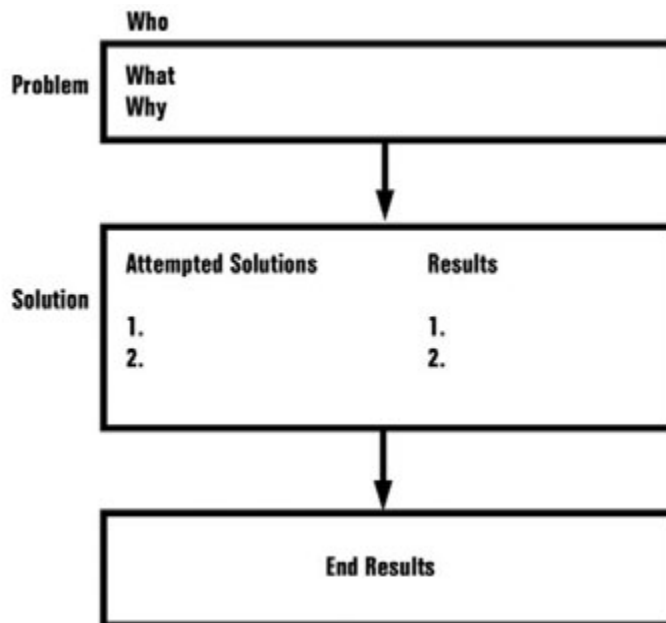 Who
Problem
What
Why
Attempted Solutions Results
Solution
1. 1.
2. 2.
End Results